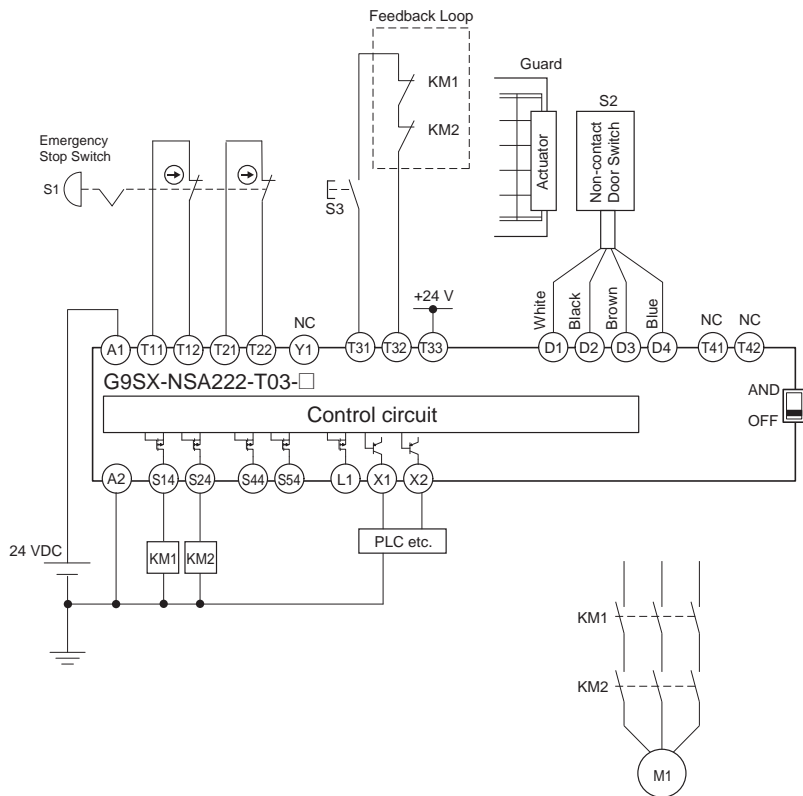 Feedback Loop
Guard
S2
KM1
KM2
Emergency
Stop Switch
S1
S3
Actuator
Non-contact
Door Switch
+24 V
White
Black
Brown
Blue
NC
NC
NC
A1
T11
T12
T21
T22
Y1
T31
T32
T33
D1
D2
D3
D4
T41
T42
G9SX-NSA222-T03-□
AND
OFF
Control circuit
A2
S14
S24
S44
S54
L1
X1
X2
24 VDC
KM1
KM2
PLC etc.
KM1
KM2
M1